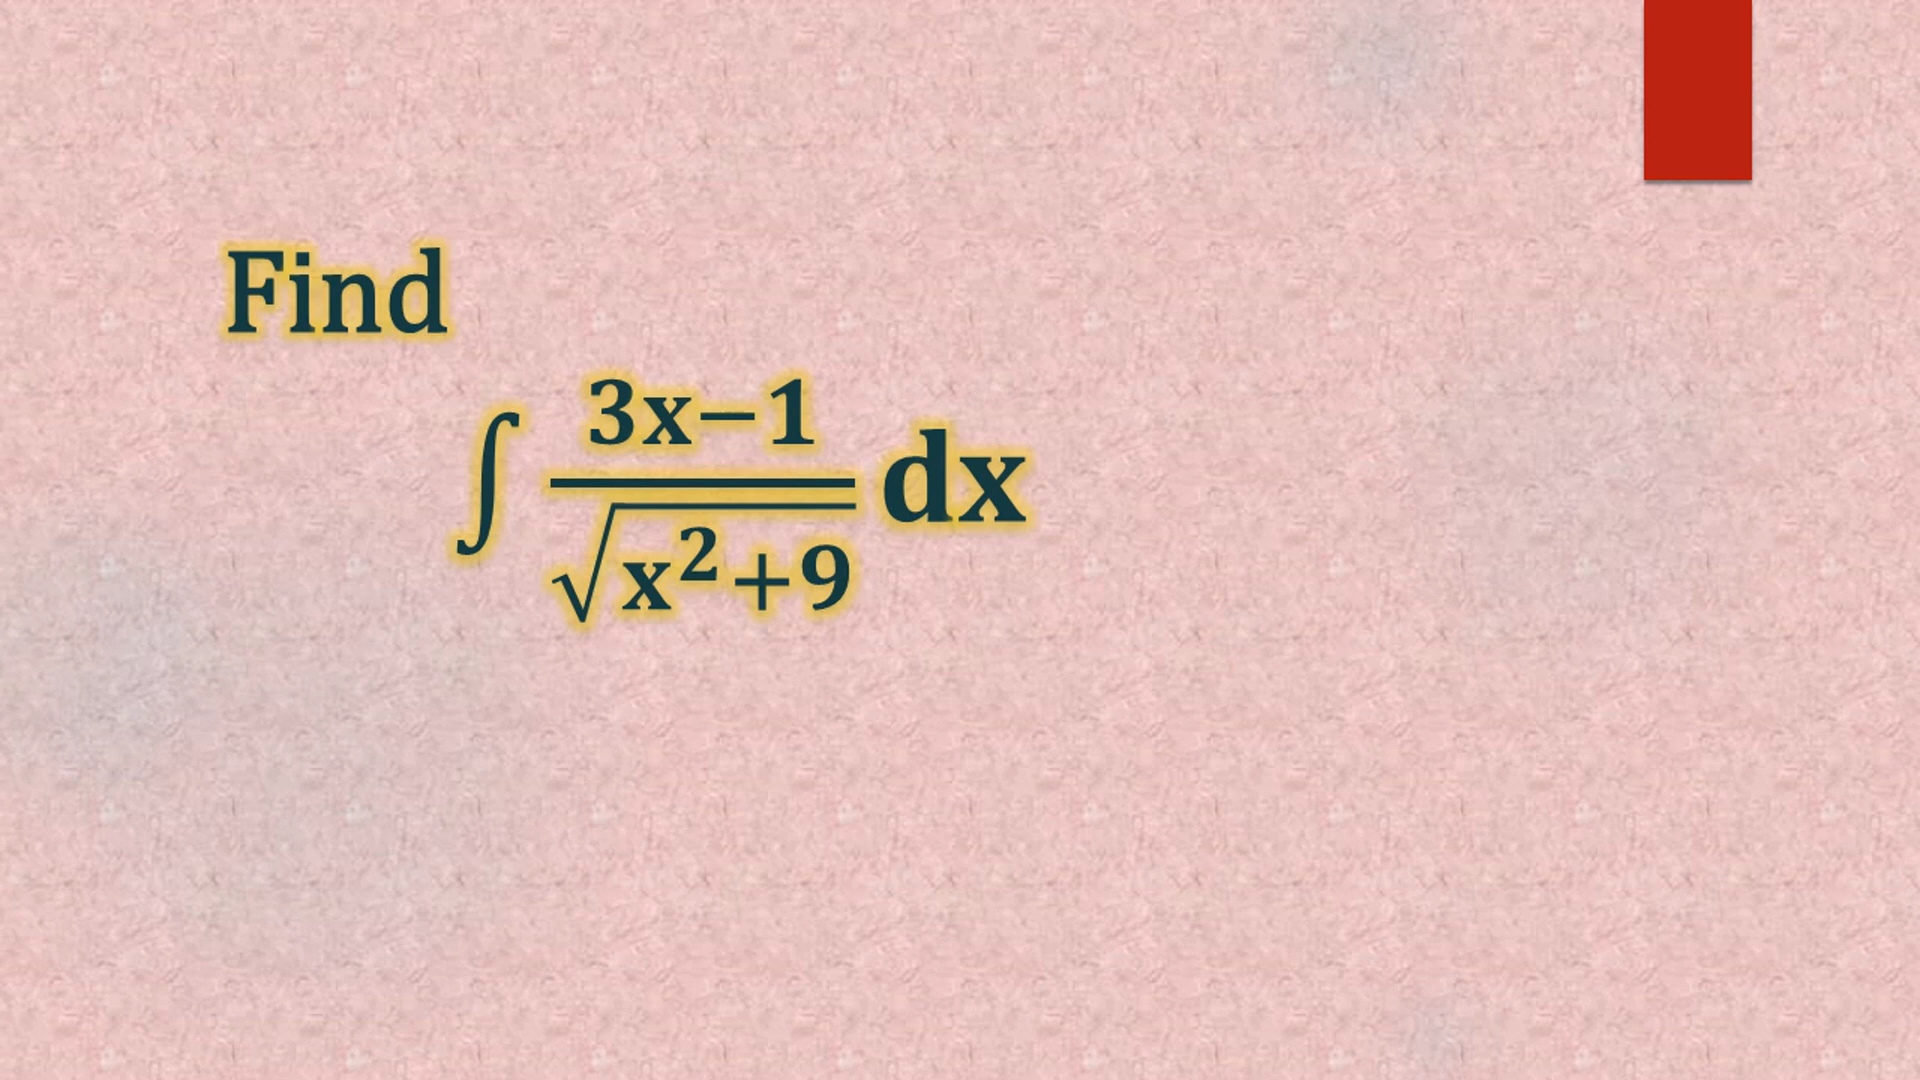 Find
∫ 3x−1 / √x²+9 dx